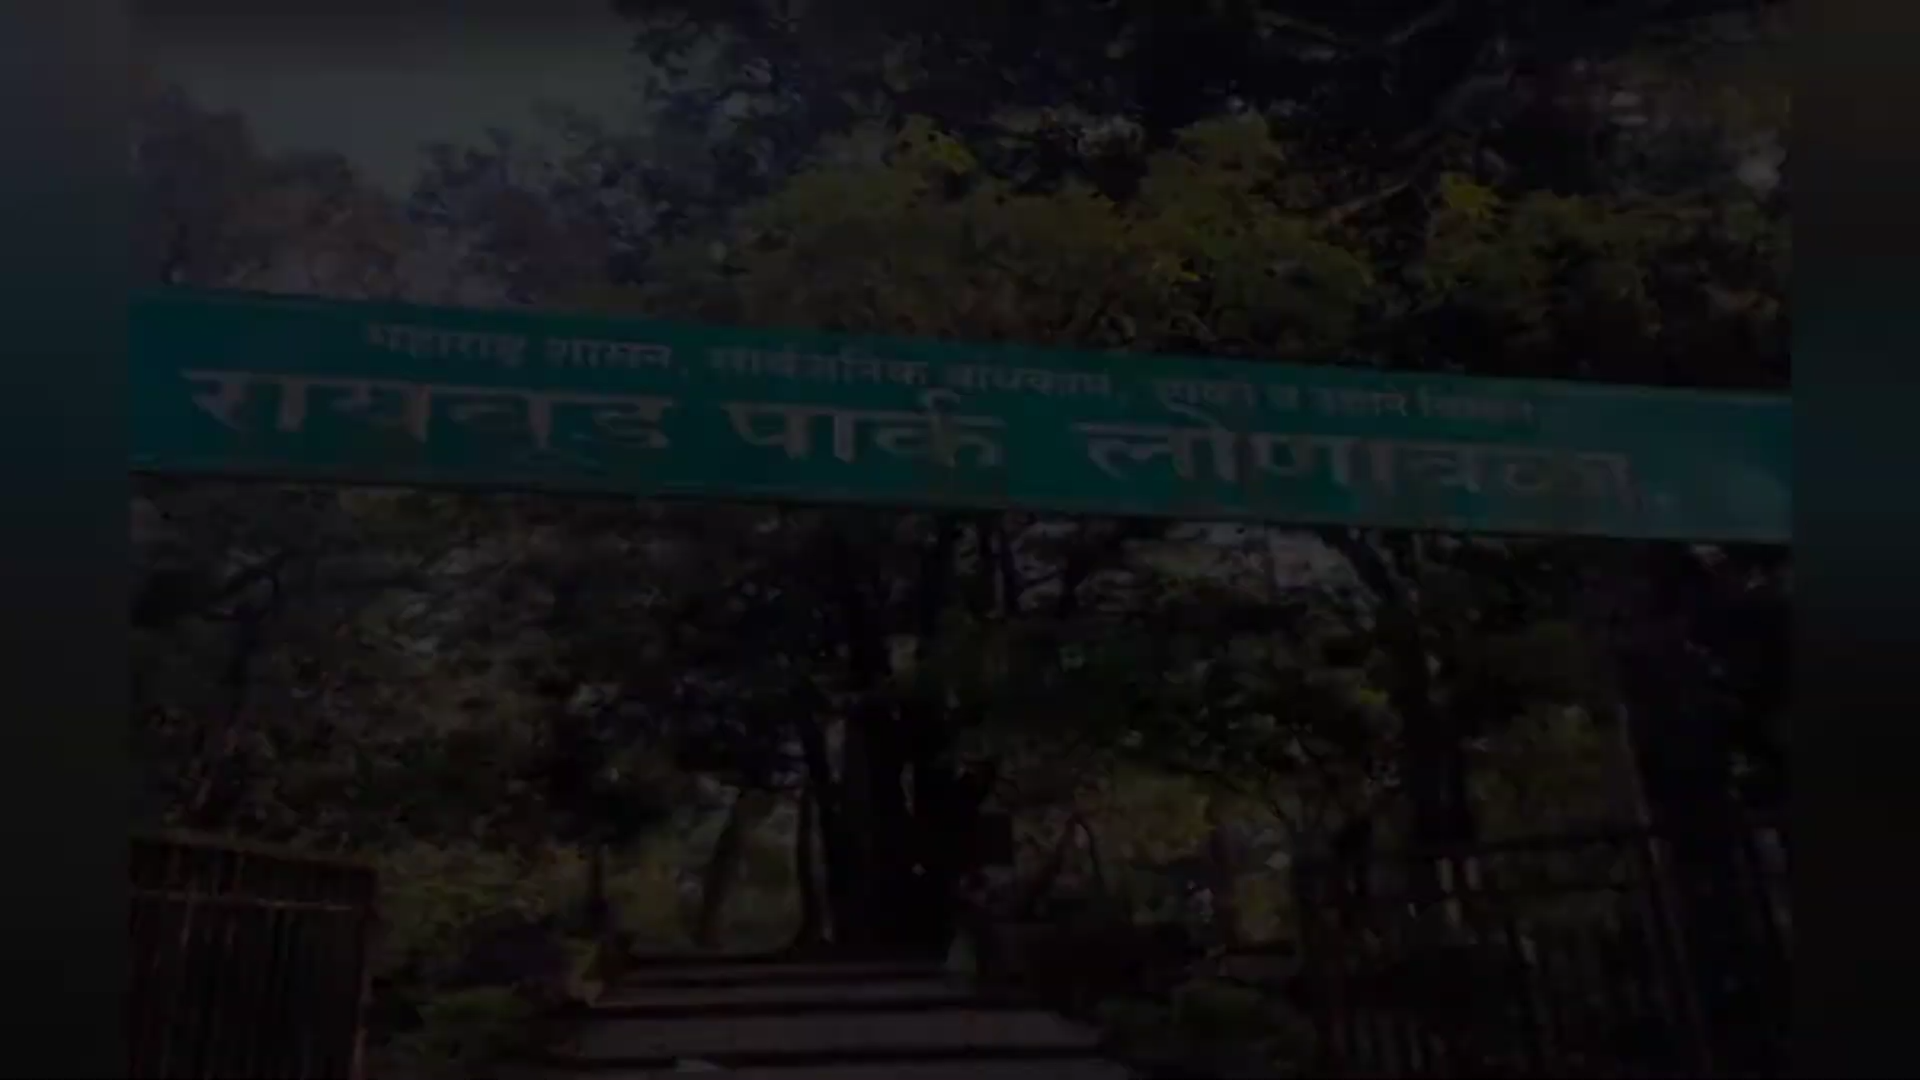 महाराष्ट्र शासन, सार्वजनिक बांधकाम,
रायवूड पार्क लोणावळा